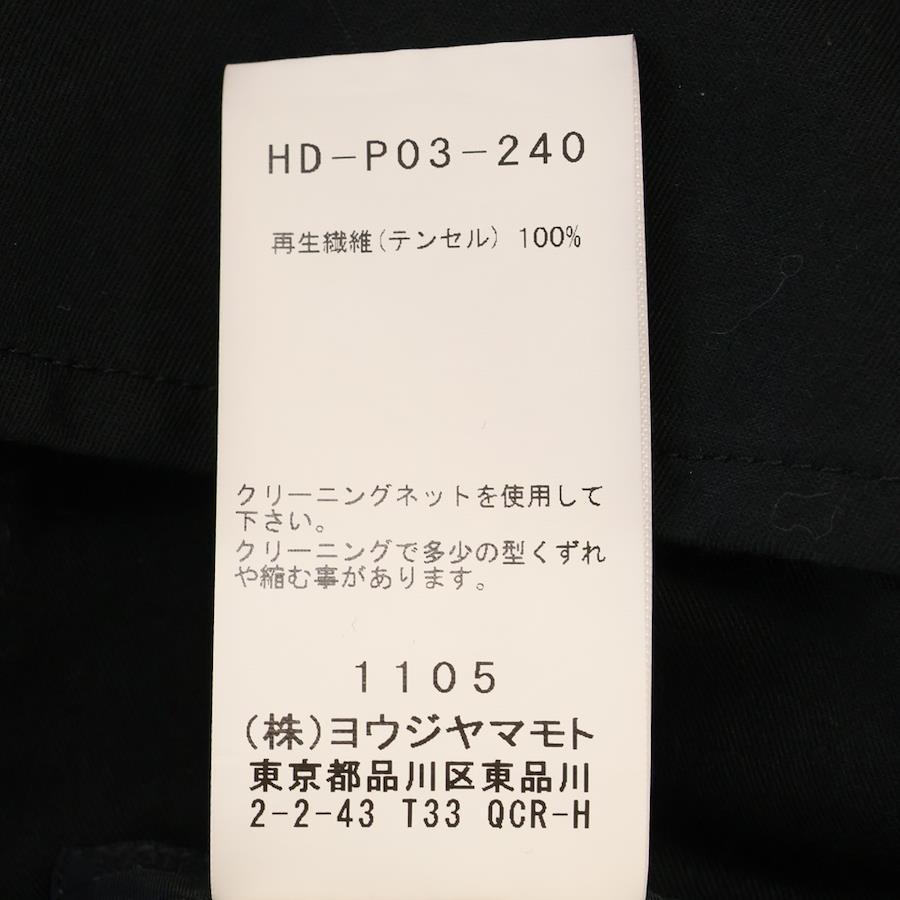 HD-P03-240
再生繊維(テンセル) 100%
クリーニングネットを使用して
下さい。
クリーニングで多少の型くずれ
や縮む事があります。
1105
(株)ヨウジヤマモト
東京都品川区東品川
2-2-43 T33 QCR-H